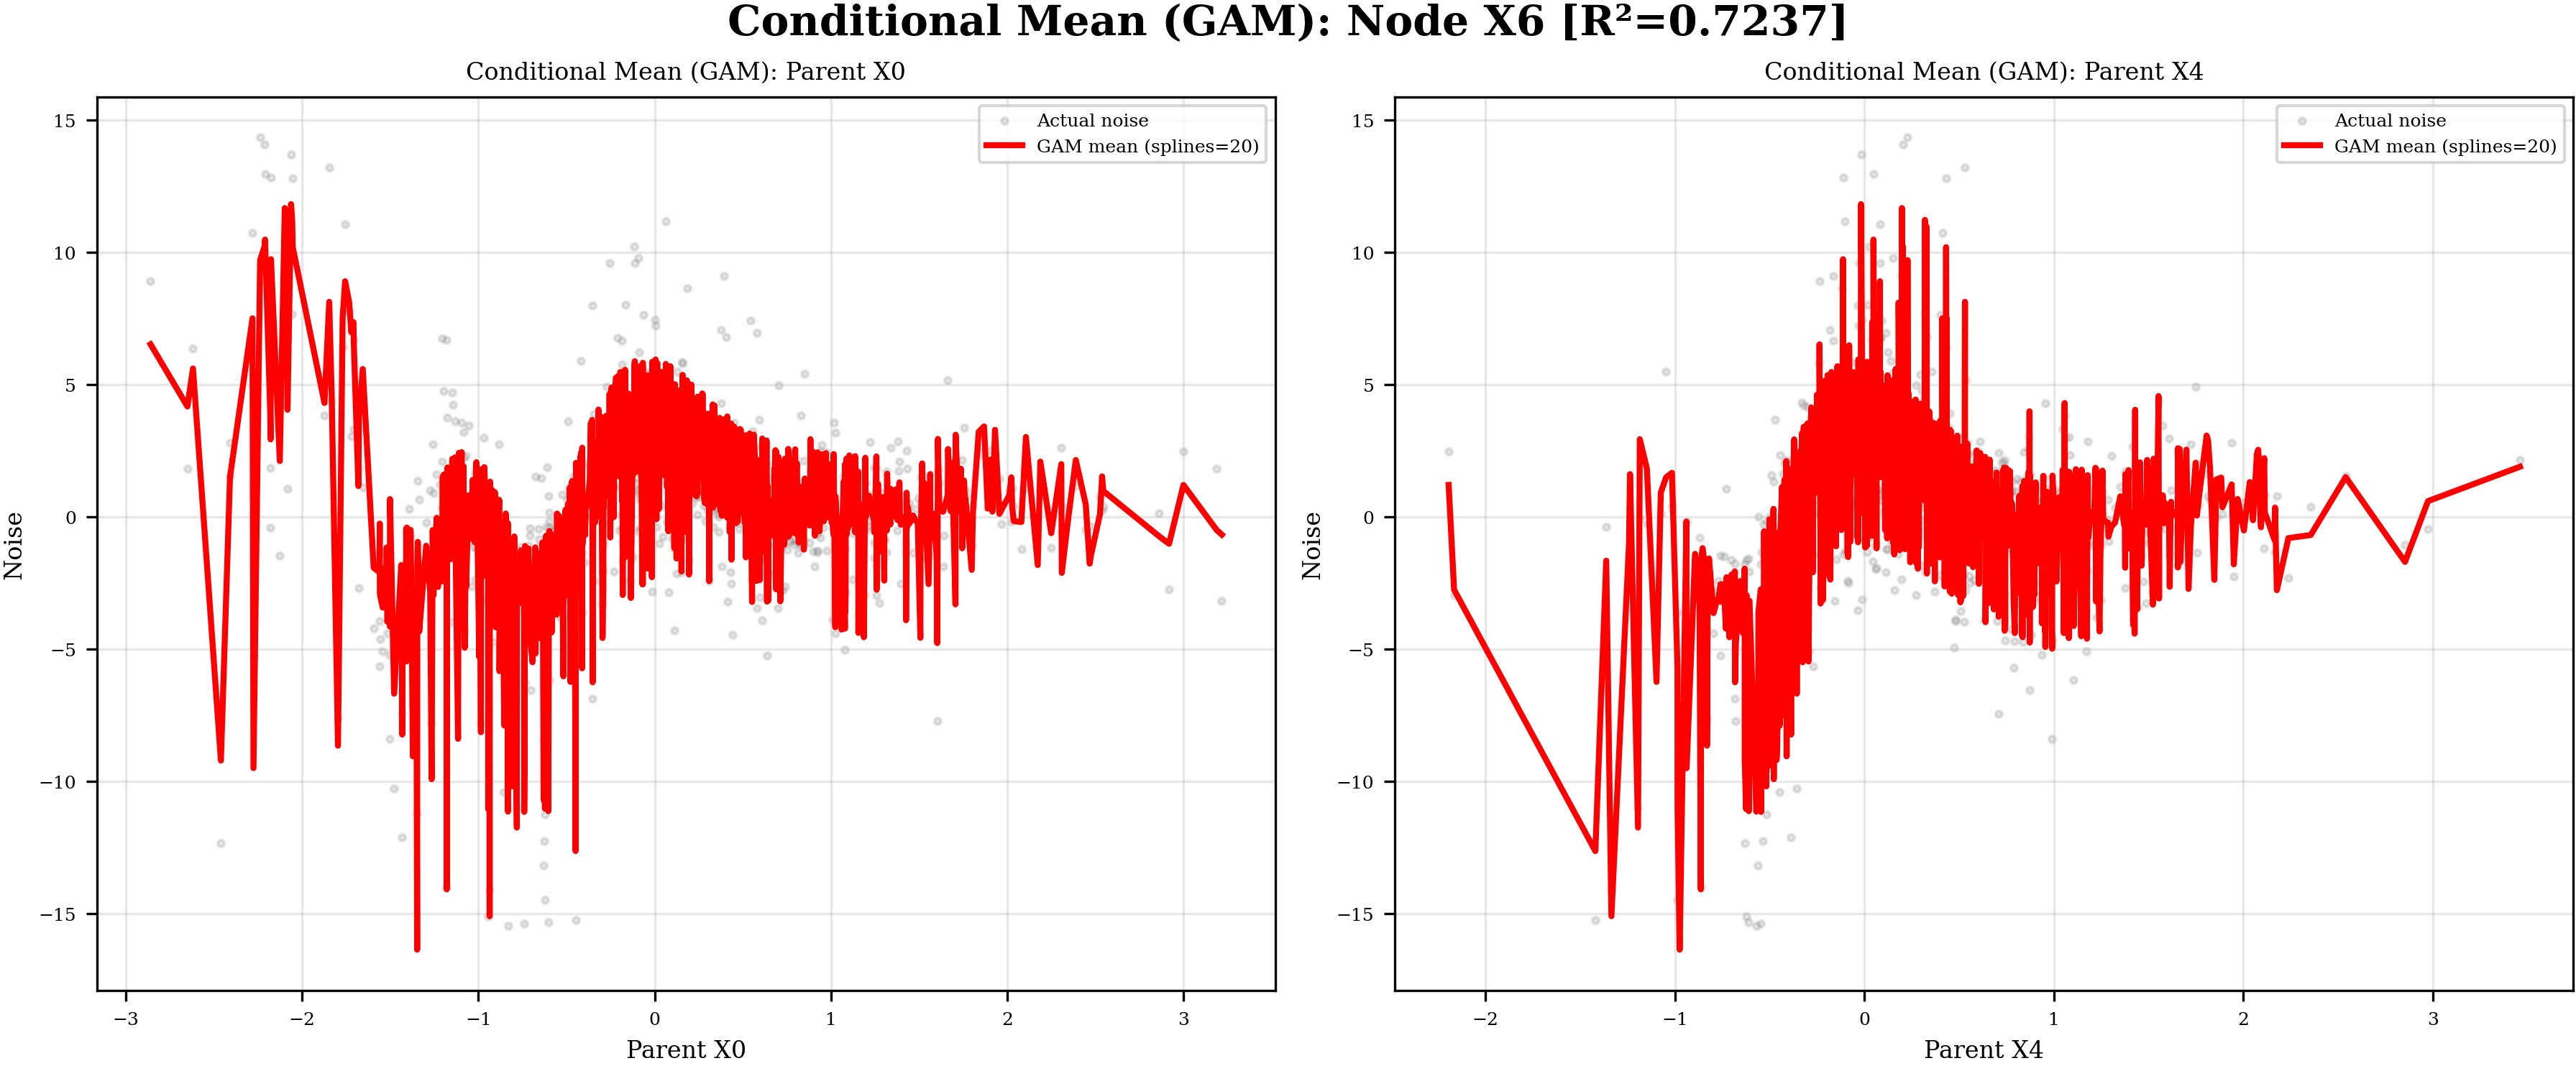 Conditional Mean (GAM): Node X6 [R²=0.7237]
Conditional Mean (GAM): Parent X0
Actual noise
GAM mean (splines=20)
15
10
5
0
−5
−10
−15
Noise
−3
−2
−1
0
1
2
3
Parent X0
Conditional Mean (GAM): Parent X4
Actual noise
GAM mean (splines=20)
15
10
5
0
−5
−10
−15
Noise
−2
−1
0
1
2
3
Parent X4